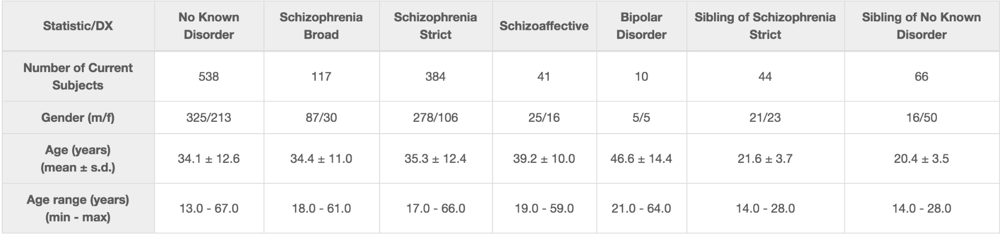 Statistic/DX
No Known
Disorder
Schizophrenia
Broad
Schizophrenia
Strict
Schizoaffective
Bipolar
Disorder
Sibling of Schizophrenia
Strict
Sibling of No Known
Disorder
Number of Current
Subjects
538
117
384
41
10
44
66
Gender (m/f)
325/213
87/30
278/106
25/16
5/5
21/23
16/50
Age (years)
(mean ± s.d.)
34.1 ± 12.6
34.4 ± 11.0
35.3 ± 12.4
39.2 ± 10.0
46.6 ± 14.4
21.6 ± 3.7
20.4 ± 3.5
Age range (years)
(min - max)
13.0 - 67.0
18.0 - 61.0
17.0 - 66.0
19.0 - 59.0
21.0 - 64.0
14.0 - 28.0
14.0 - 28.0